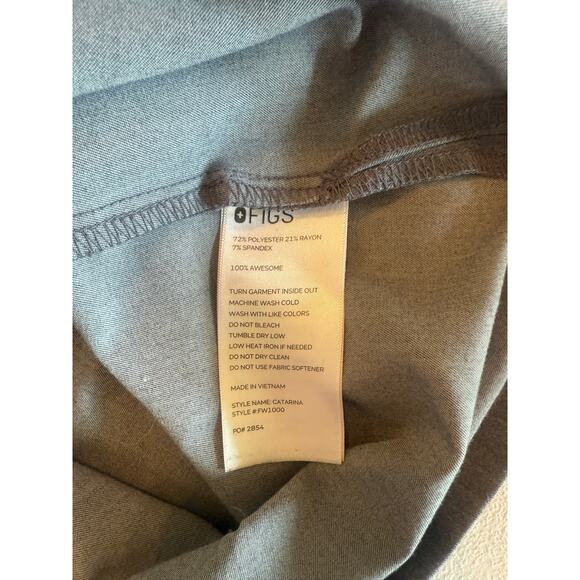 FIGS
72% POLYESTER 21% RAYON
7% SPANDEX
100% AWESOME
TURN GARMENT INSIDE OUT
MACHINE WASH COLD
WASH WITH LIKE COLORS
DO NOT BLEACH
TUMBLE DRY LOW
LOW HEAT IRON IF NEEDED
DO NOT DRY CLEAN
DO NOT USE FABRIC SOFTENER
MADE IN VIETNAM
STYLE NAME: CATARINA
STYLE #:FW1000
PO# 2854